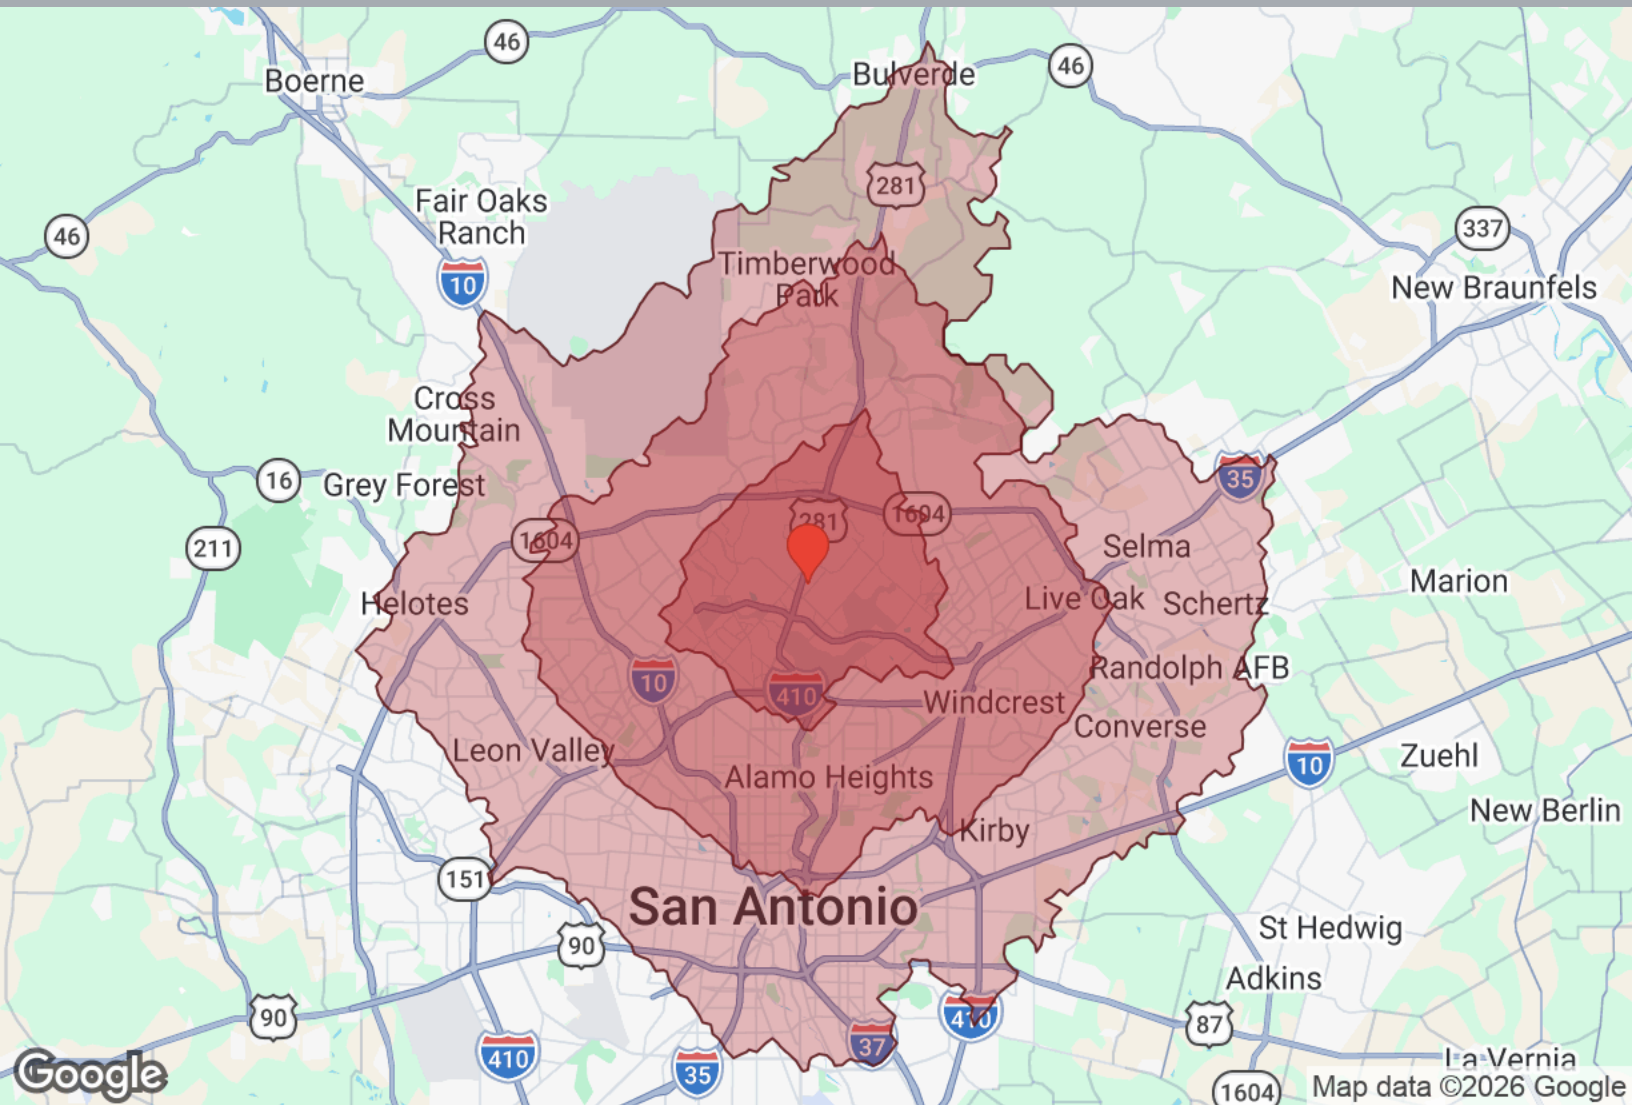 46
Boerne
Bulverde
46
Fair Oaks
Ranch
281
46
337
10
Timberwood
Park
New Braunfels
Cross
Mountain
16
Grey Forest
35
281
1604
1604
211
Selma
Marion
Helotes
Live Oak
Schertz
Randolph AFB
10
410
Windcrest
Converse
Leon Valley
Zuehl
10
Alamo Heights
New Berlin
Kirby
151
San Antonio
St Hedwig
90
Adkins
90
410
87
37
410
35
La Vernia
Google
1604
Map data ©2026 Google